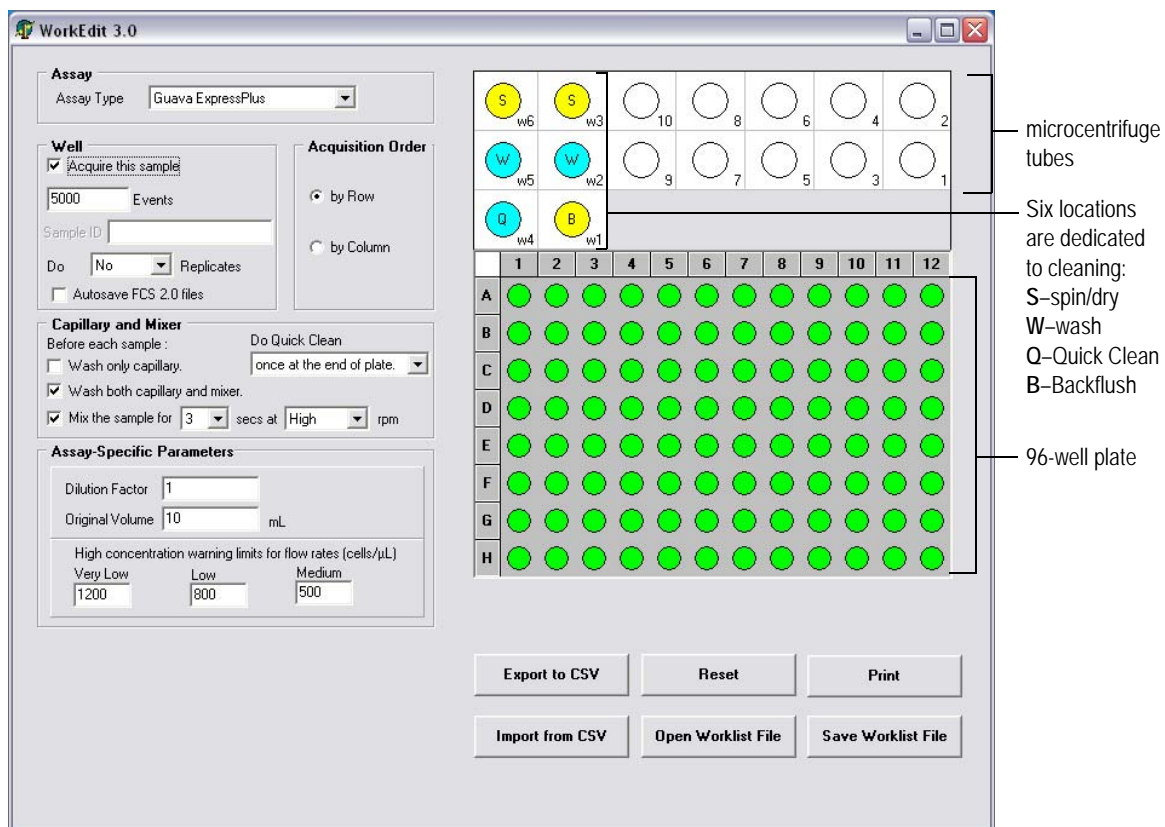 WorkEdit 3.0
Assay
Assay Type Guava ExpressPlus
Well
Acquire this sample
5000 Events
Sample ID
Do No Replicates
Autosave FCS 2.0 files
Acquisition Order
by Row
by Column
Capillary and Mixer
Before each sample :
Do Quick Clean
Wash only capillary.
once at the end of plate.
Wash both capillary and mixer.
Mix the sample for 3 secs at High rpm
Assay-Specific Parameters
Dilution Factor 1
Original Volume 10 mL
High concentration warning limits for flow rates (cells/µL)
Very Low Low Medium
1200 800 500
S S
w6 w3 10 8 6 4 2
W W
w5 w2 9 7 5 3 1
Q B
w4 w1
1 2 3 4 5 6 7 8 9 10 11 12
A
B
C
D
E
F
G
H
Export to CSV Reset Print
Import from CSV Open Worklist File Save Worklist File
microcentrifuge
tubes
Six locations
are dedicated
to cleaning:
S–spin/dry
W–wash
Q–Quick Clean
B–Backflush
96-well plate